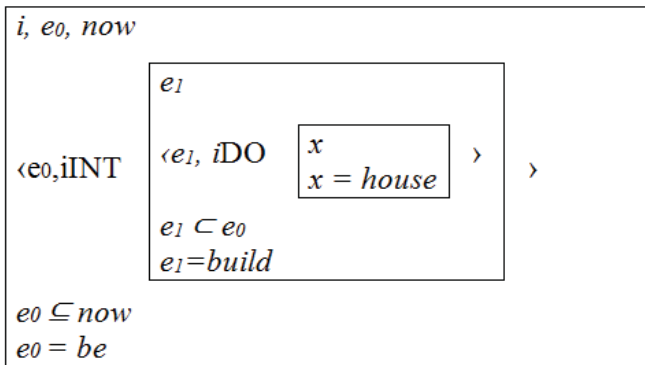 i, e0, now
e1
‹e0,iINT ‹e1, iDO x › ›
x = house
e1 ⊂ e0
e1=build
e0 ⊆ now
e0 = be